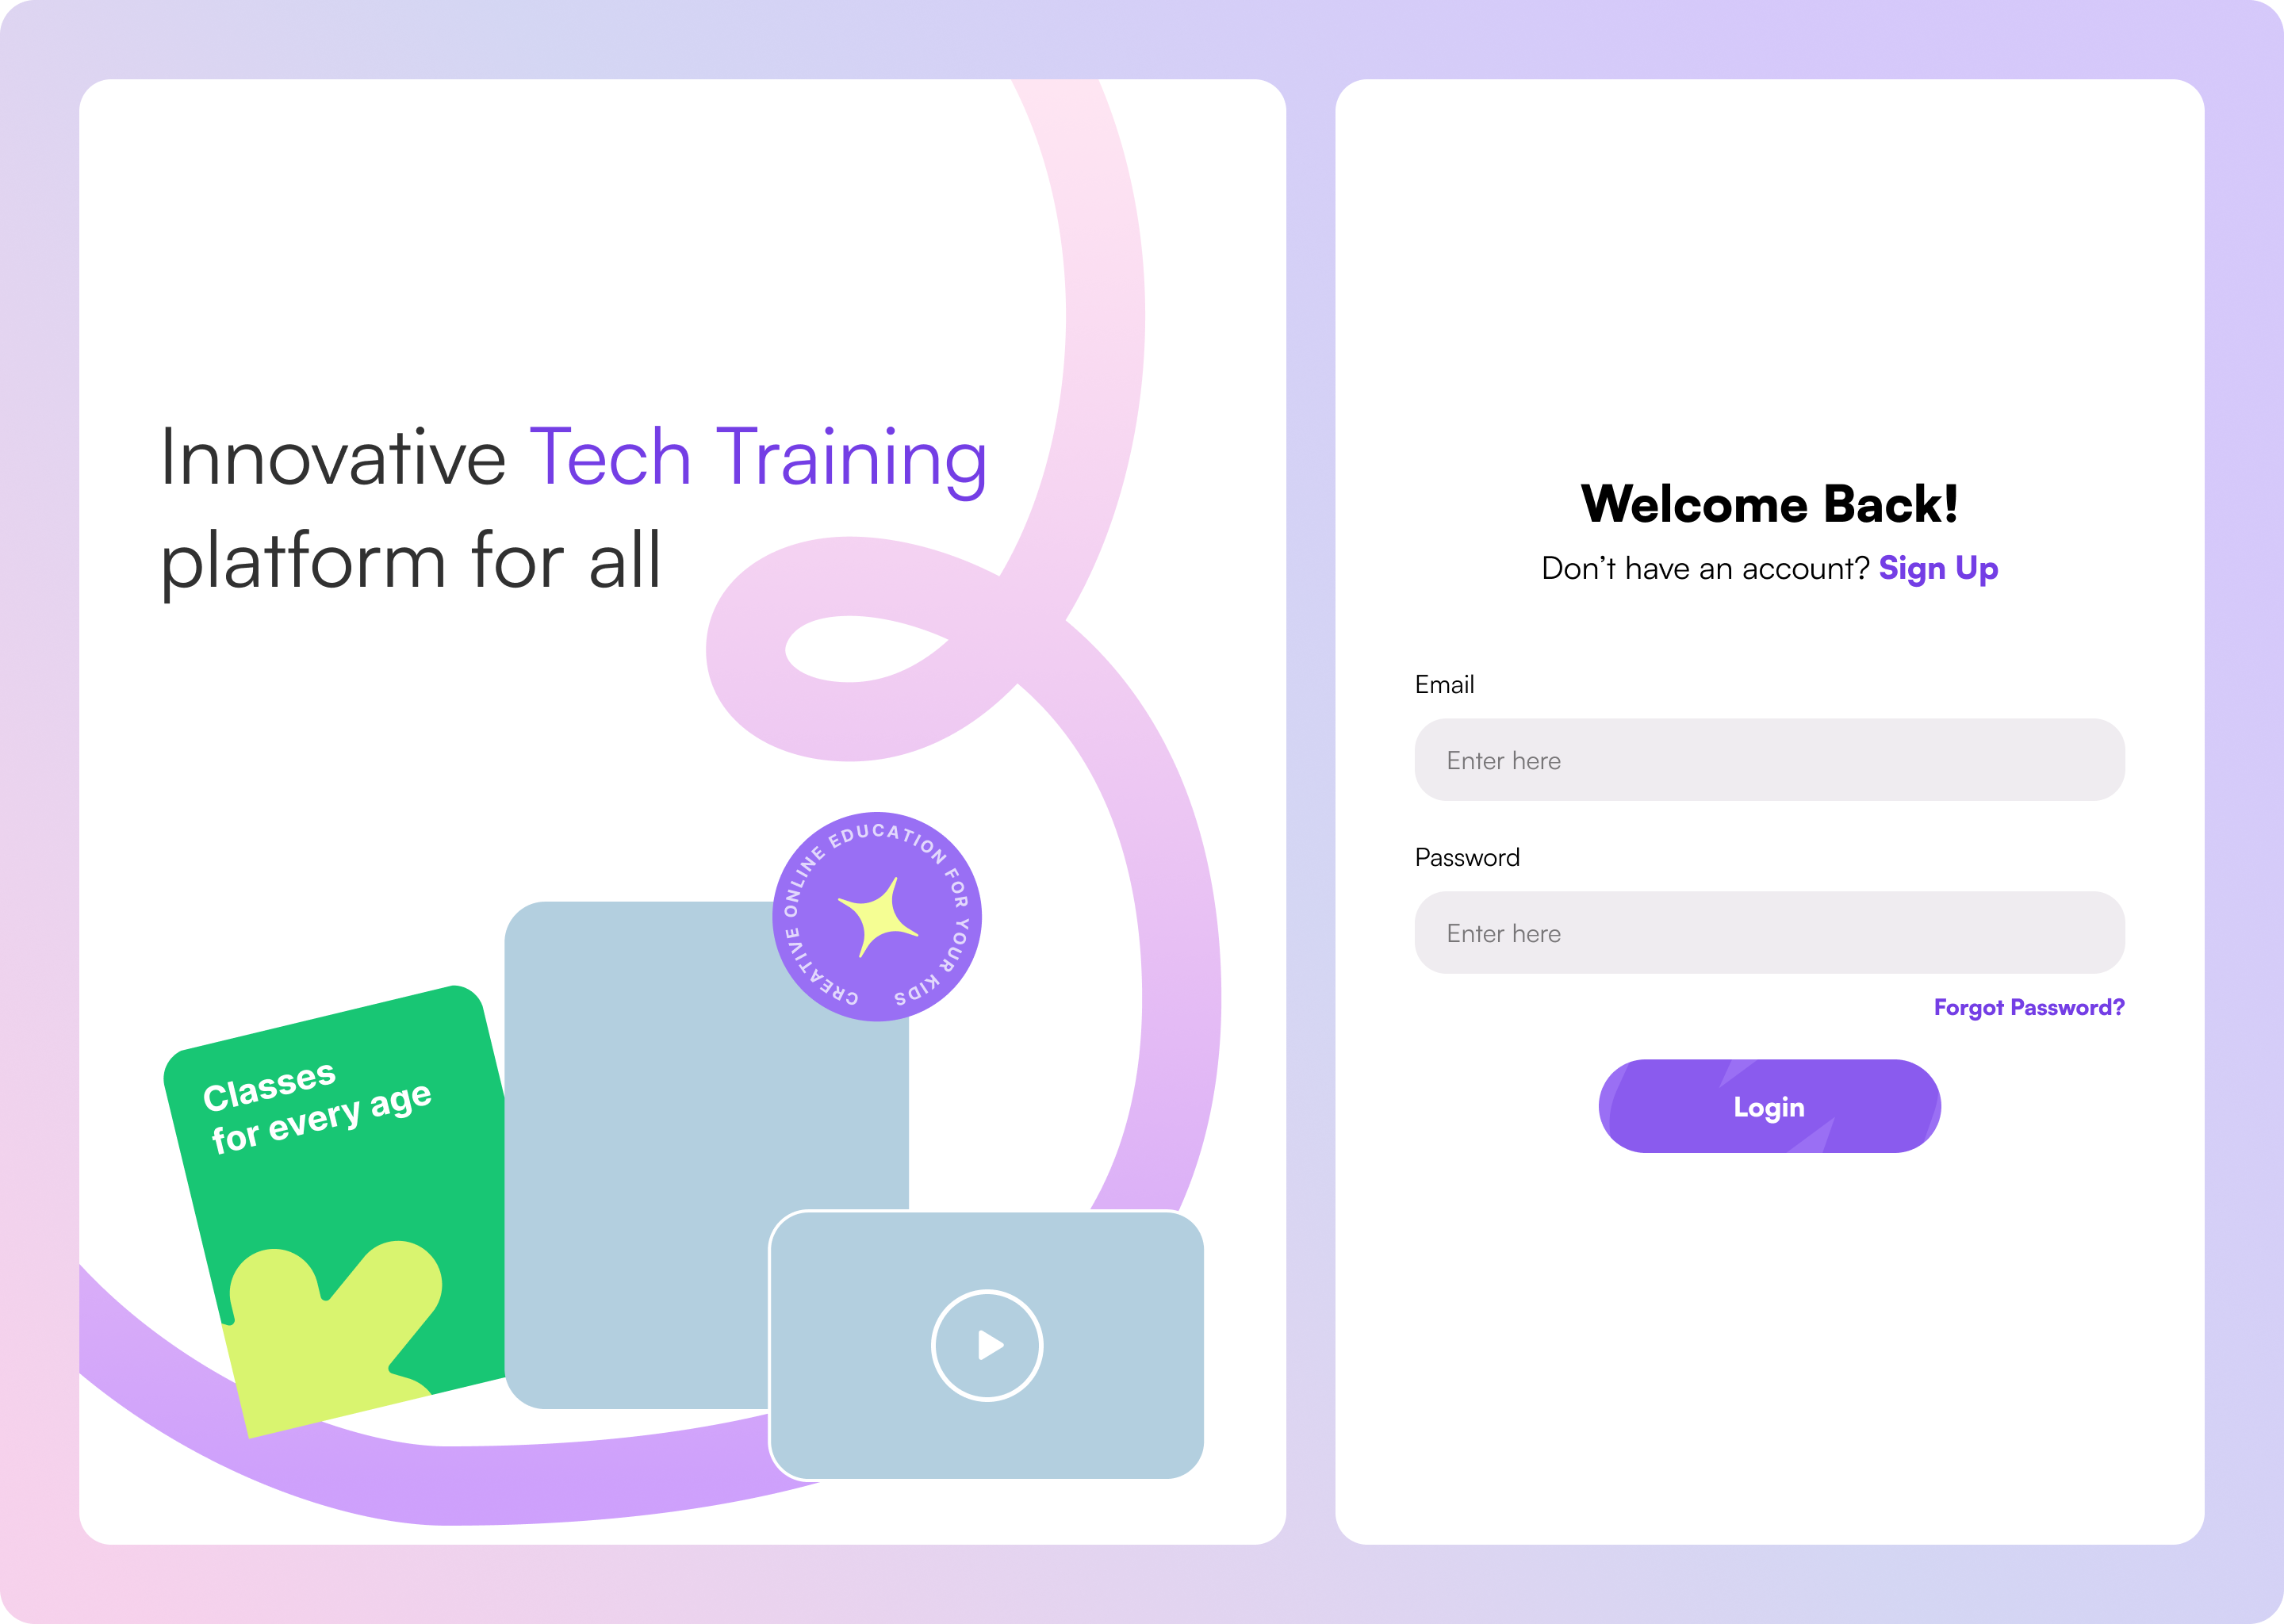 Innovative Tech Training
platform for all
CREATIVE ONLINE EDUCATION FOR YOUR KIDS
Classes
for every age
Welcome Back!
Don’t have an account? Sign Up
Email
Enter here
Password
Enter here
Forgot Password?
Login